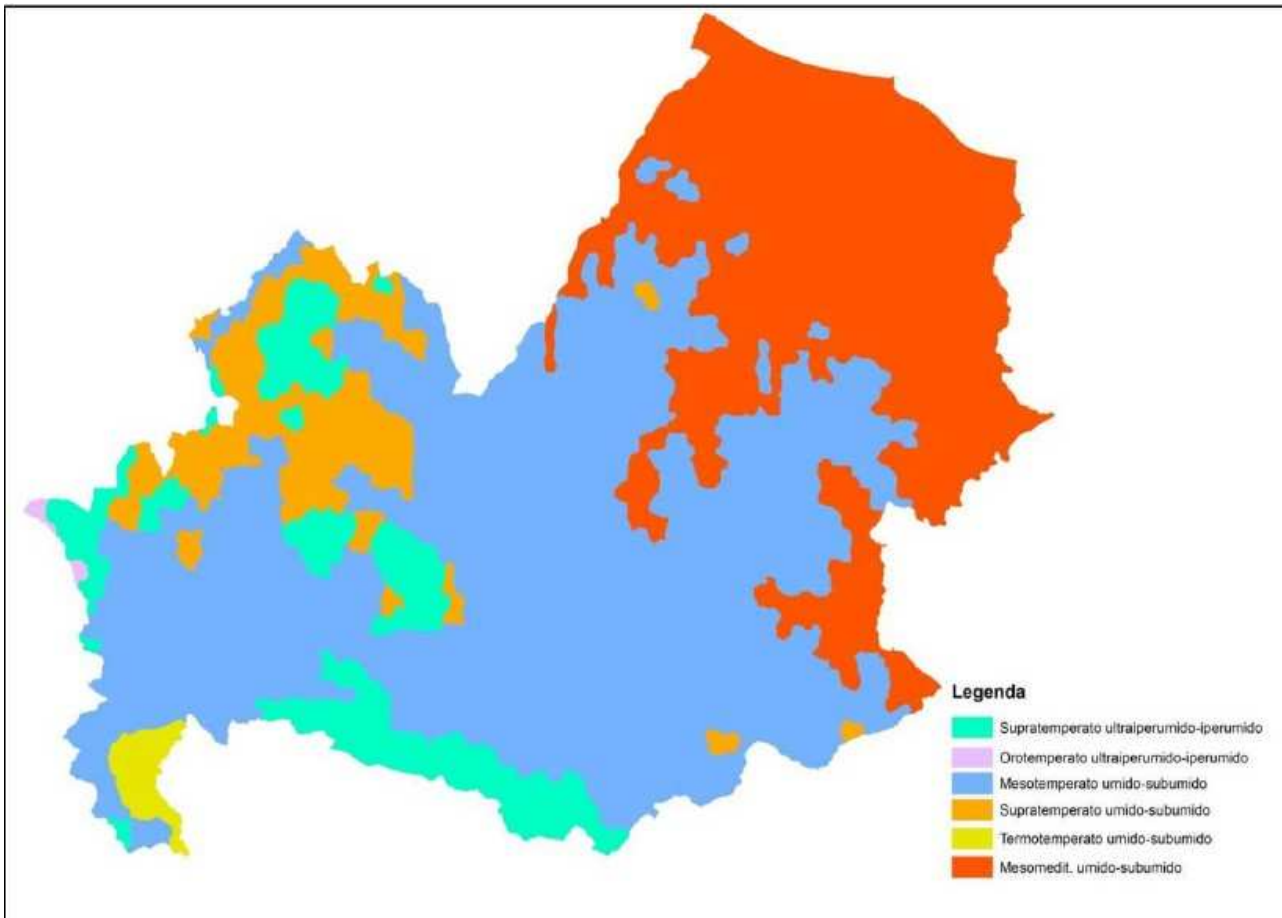 Legenda
Supratemperato ultraiperumido-iperumido
Orotemperato ultraiperumido-iperumido
Mesotemperato umido-subumido
Supratemperato umido-subumido
Termotemperato umido-subumido
Mesomedit. umido-subumido